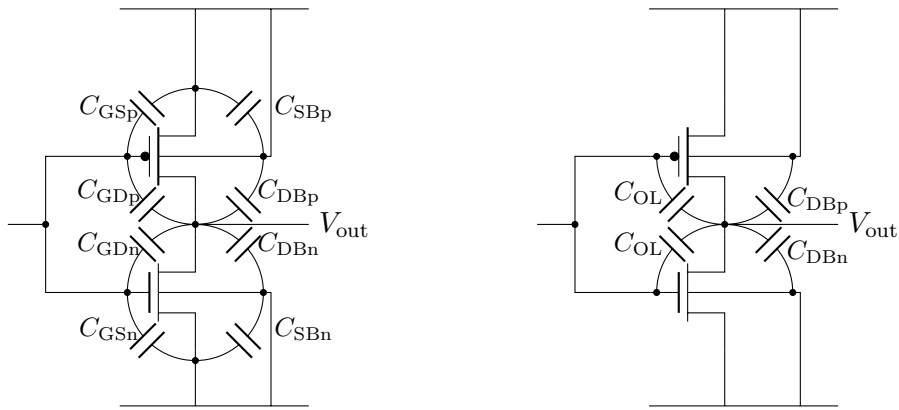 C_GSp C_SBp
C_GDp C_DBp
V_out
C_GDn C_DBn
C_GSn C_SBn
C_OL C_DBp
V_out
C_OL C_DBn